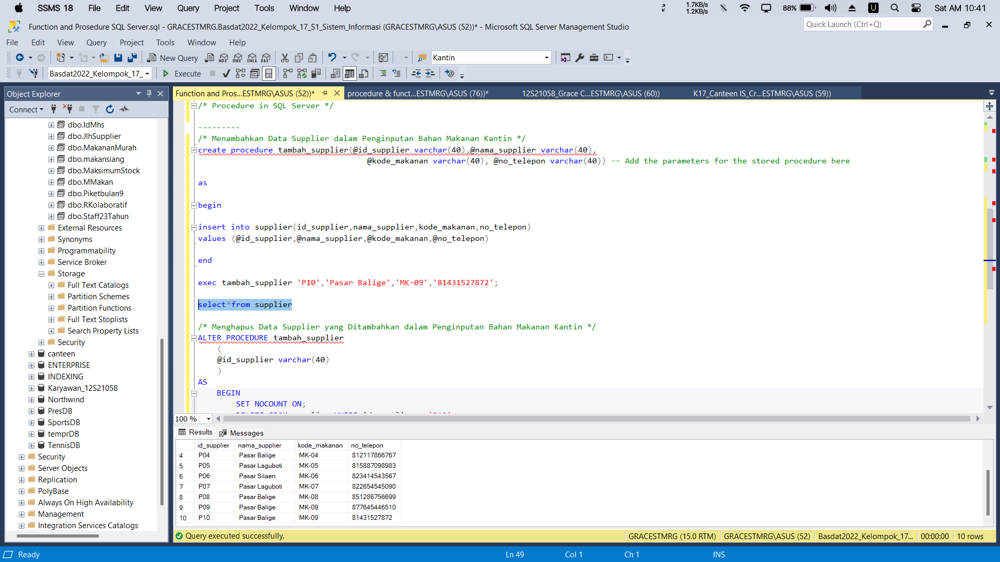 SSMS 18 File Edit View Query Project Tools Window Help
1.7KB/s
1.2KB/s
88%
U
Sat AM 10:41
Function and Prosedure SQL Server.sql - GRACESTMRG.Basdat2022_Kelompok_17_S1_Sistem_Informasi (GRACESTMRG\ASUS (52))* - Microsoft SQL Server Management Studio
Quick Launch (Ctrl+Q)
File Edit View Query Project Tools Window Help
New Query
MDX DMX XMLA DAX
Kantin
Basdat2022_Kelompok_17_
Execute
Object Explorer
Connect
dbo.IdMhs
dbo.JlhSupplier
dbo.MakananMurah
dbo.makansiang
dbo.MaksimumStock
dbo.MMakan
dbo.Piketbulan9
dbo.RKolaboratif
dbo.Staff23Tahun
External Resources
Synonyms
Programmability
Service Broker
Storage
Full Text Catalogs
Partition Schemes
Partition Functions
Full Text Stoplists
Search Property Lists
Security
canteen
ENTERPRISE
INDEXING
Karyawan_12S21058
Northwind
PresDB
SportsDB
temprDB
TennisDB
Security
Server Objects
Replication
PolyBase
Always On High Availability
Management
Integration Services Catalogs
Function and Pros...ESTMRG\ASUS (52))*
procedure & funct...ESTMRG\ASUS (76))*
12S21058_Grace C...ESTMRG\ASUS (60))
K17_Canteen IS_Cr...ESTMRG\ASUS (59))
/* Procedure in SQL Server */
---------
/* Menambahkan Data Supplier dalam Penginputan Bahan Makanan Kantin */
create procedure tambah_supplier(@id_supplier varchar(40),@nama_supplier varchar(40),
@kode_makanan varchar(40), @no_telepon varchar(40)) -- Add the parameters for the stored procedure here
as
begin
insert into supplier(id_supplier,nama_supplier,kode_makanan,no_telepon)
values (@id_supplier,@nama_supplier,@kode_makanan,@no_telepon)
end
exec tambah_supplier 'P10','Pasar Balige','MK-09','81431527872';
select*from supplier
/* Menghapus Data Supplier yang Ditambahkan dalam Penginputan Bahan Makanan Kantin */
ALTER PROCEDURE tambah_supplier
(
@id_supplier varchar(40)
)
AS
BEGIN
SET NOCOUNT ON;
100 %
Results Messages
id_supplier nama_supplier kode_makanan no_telepon
4 P04 Pasar Balige MK-04 812117866767
5 P05 Pasar Laguboti MK-05 815887098983
6 P06 Pasar Silaen MK-06 823414543567
7 P07 Pasar Laguboti MK-07 822654545090
8 P08 Pasar Balige MK-08 851286756699
9 P09 Pasar Balige MK-09 877645446510
10 P10 Pasar Balige MK-09 81431527872
Query executed successfully.
GRACESTMRG (15.0 RTM) GRACESTMRG\ASUS (52) Basdat2022_Kelompok_17... 00:00:00 10 rows
Ready
Ln 49 Col 1 Ch 1 INS